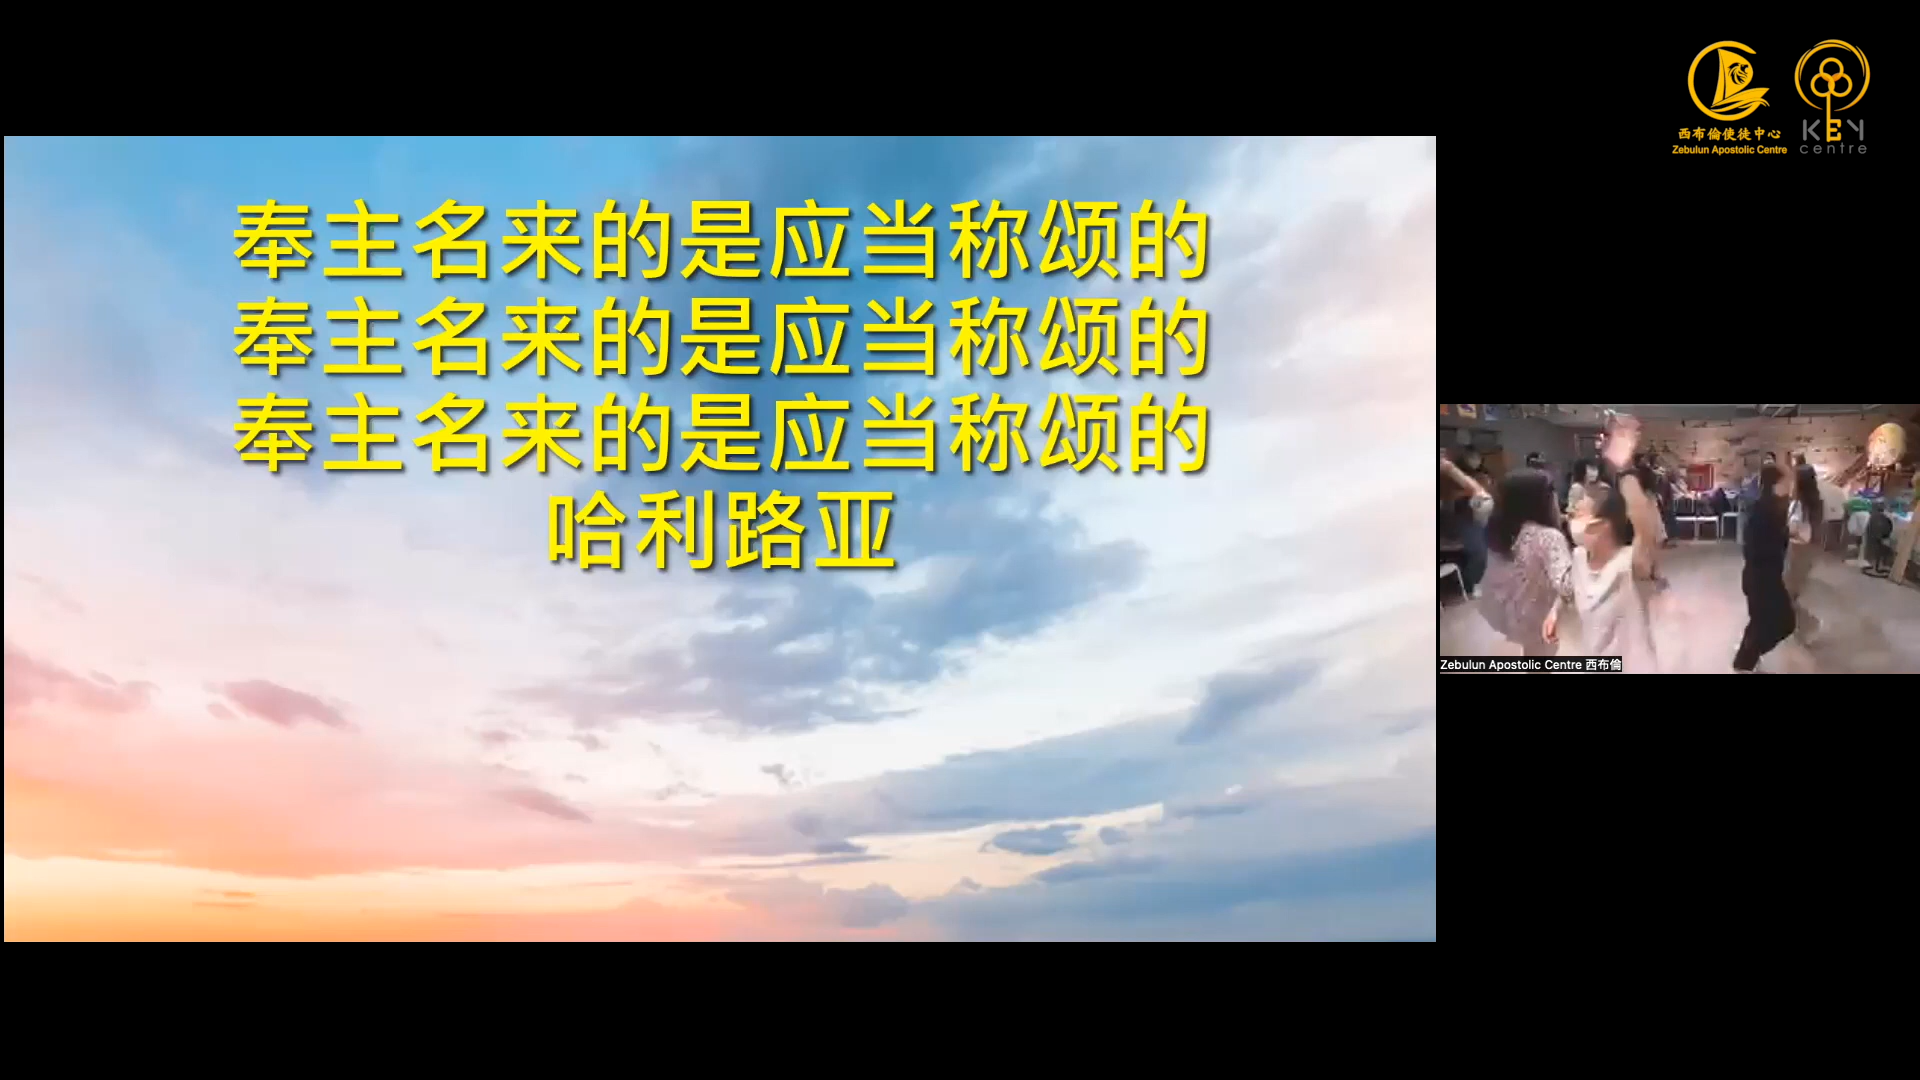 西布倫使徒中心
Zebulun Apostolic Centre
KEY
centre
奉主名来的是应当称颂的
奉主名来的是应当称颂的
奉主名来的是应当称颂的
哈利路亚
Zebulun Apostolic Centre 西布倫